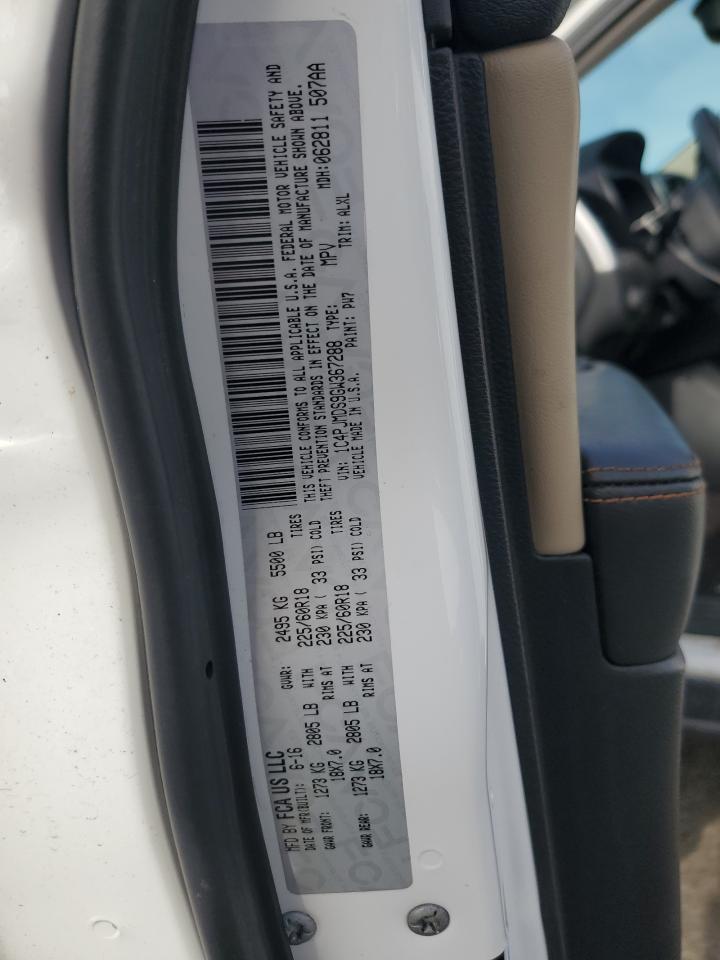 MFD BY FCA US LLC
DATE OF MFR(BUILT): 6-16 GVWR: 2495 KG 5500 LB
GAWR FRONT: 1273 KG 2805 LB WITH 225/60R18 TIRES
18X7.0 RIMS AT 230 KPA ( 33 PSI) COLD
GAWR REAR: 1273 KG 2805 LB WITH 225/60R18 TIRES
18X7.0 RIMS AT 230 KPA ( 33 PSI) COLD
THIS VEHICLE CONFORMS TO ALL APPLICABLE U.S.A. FEDERAL MOTOR VEHICLE SAFETY AND
THEFT PREVENTION STANDARDS IN EFFECT ON THE DATE OF MANUFACTURE SHOWN ABOVE.
VIN: 1C4PJMDS9GW367288 TYPE: MPV MDH: 062811 507AA
VEHICLE MADE IN U.S.A. PAINT: PW7 TRIM: ALXL